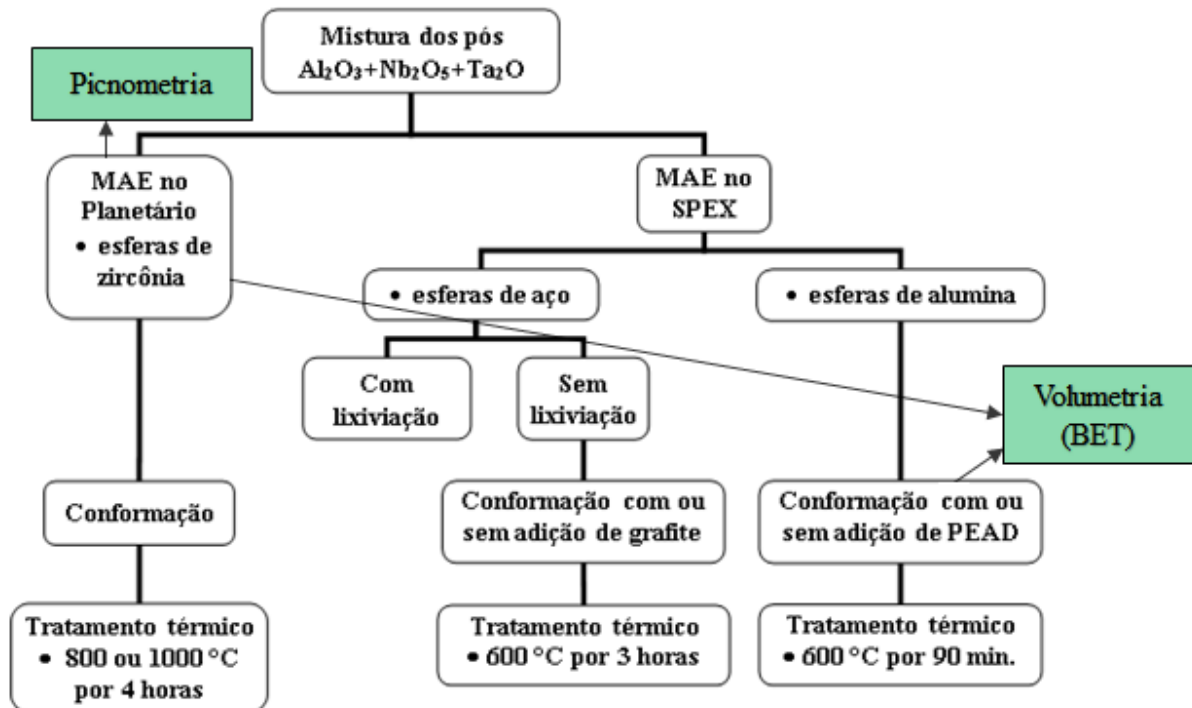 Mistura dos pós
Al₂O₃+Nb₂O₅+Ta₂O
Picnometria
MAE no
Planetário
• esferas de
zircônia
MAE no
SPEX
• esferas de aço
• esferas de alumina
Com
lixiviação
Sem
lixiviação
Volumetria
(BET)
Conformação
Conformação com ou
sem adição de grafite
Conformação com ou
sem adição de PEAD
Tratamento térmico
• 800 ou 1000 °C
por 4 horas
Tratamento térmico
• 600 °C por 3 horas
Tratamento térmico
• 600 °C por 90 min.